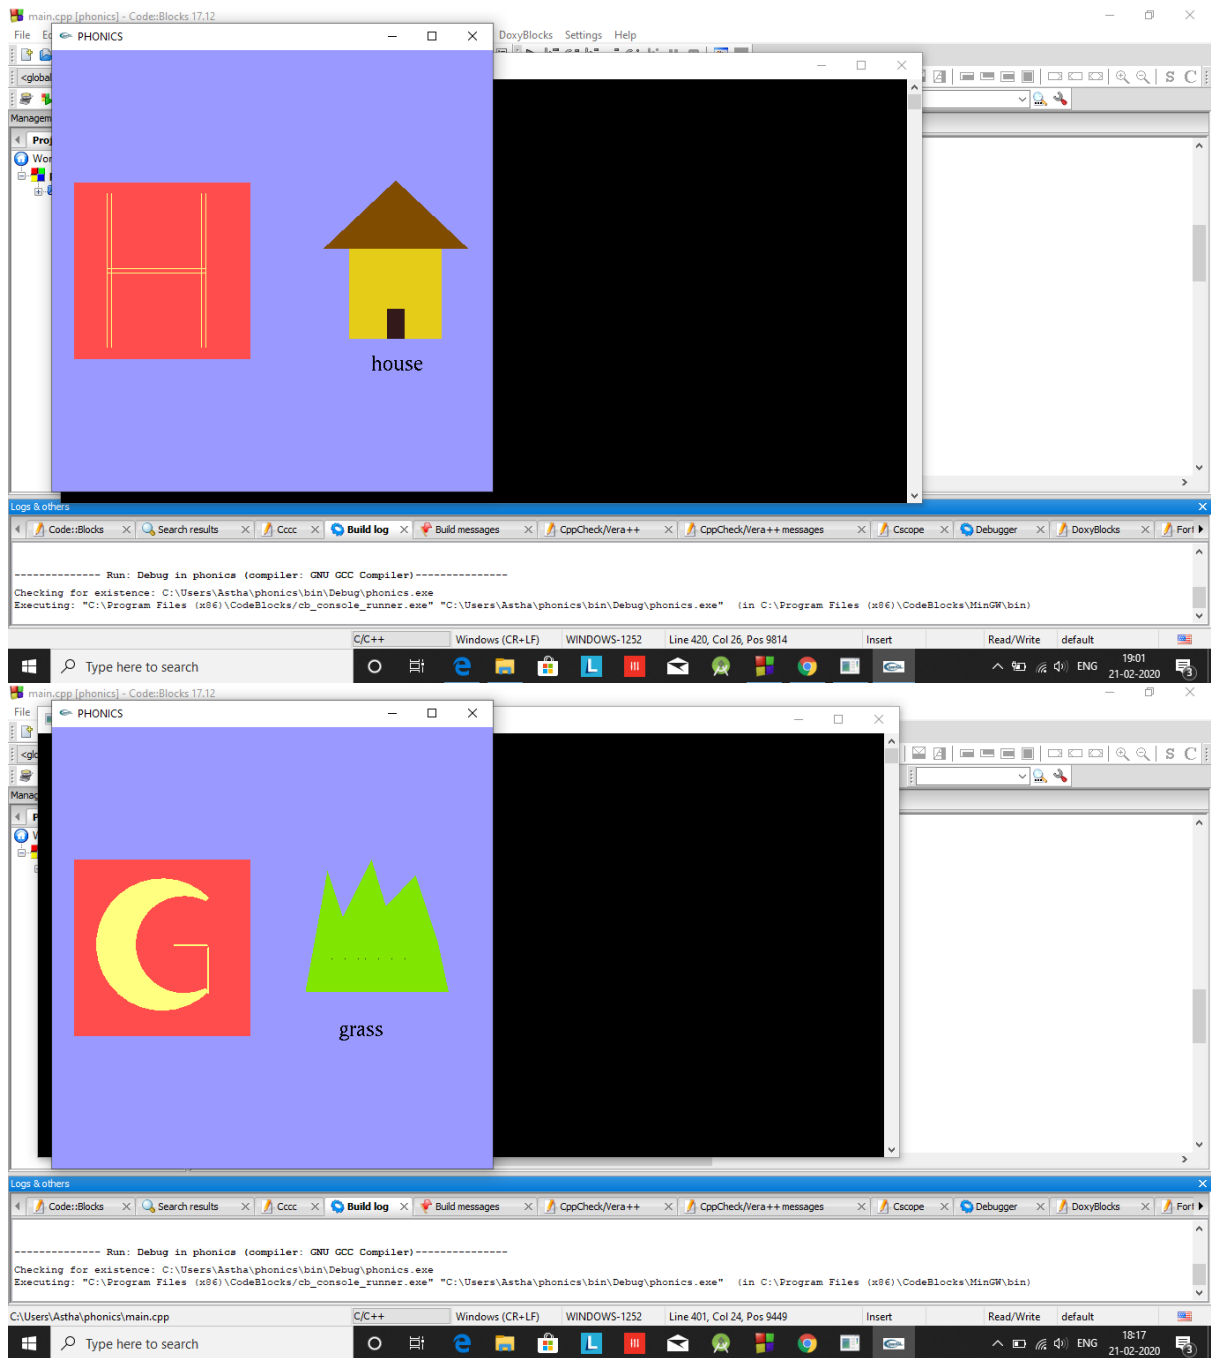 main.cpp [phonics] - Code::Blocks 17.12
File
PHONICS
DoxyBlocks Settings Help
<global
S C
Managem
Proj
Wor
H
house
Logs & others
Code::Blocks Search results Cccc Build log Build messages CppCheck/Vera++ CppCheck/Vera++ messages Cscope Debugger DoxyBlocks
-------------- Run: Debug in phonics (compiler: GNU GCC Compiler)---------------
Checking for existence: C:\Users\Astha\phonics\bin\Debug\phonics.exe
Executing: "C:\Program Files (x86)\CodeBlocks/cb_console_runner.exe" "C:\Users\Astha\phonics\bin\Debug\phonics.exe"  (in C:\Program Files (x86)\CodeBlocks\MinGW\bin)
C/C++ Windows (CR+LF) WINDOWS-1252 Line 420, Col 26, Pos 9814 Insert Read/Write default
Type here to search
L
ENG
19:01
21-02-2020
3
main.cpp [phonics] - Code::Blocks 17.12
File
PHONICS
<glo
S C
Manag
P
G
grass
Logs & others
Code::Blocks Search results Cccc Build log Build messages CppCheck/Vera++ CppCheck/Vera++ messages Cscope Debugger DoxyBlocks
-------------- Run: Debug in phonics (compiler: GNU GCC Compiler)---------------
Checking for existence: C:\Users\Astha\phonics\bin\Debug\phonics.exe
Executing: "C:\Program Files (x86)\CodeBlocks/cb_console_runner.exe" "C:\Users\Astha\phonics\bin\Debug\phonics.exe"  (in C:\Program Files (x86)\CodeBlocks\MinGW\bin)
C:\Users\Astha\phonics\main.cpp C/C++ Windows (CR+LF) WINDOWS-1252 Line 401, Col 24, Pos 9449 Insert Read/Write default
Type here to search
L
ENG
18:17
21-02-2020
3